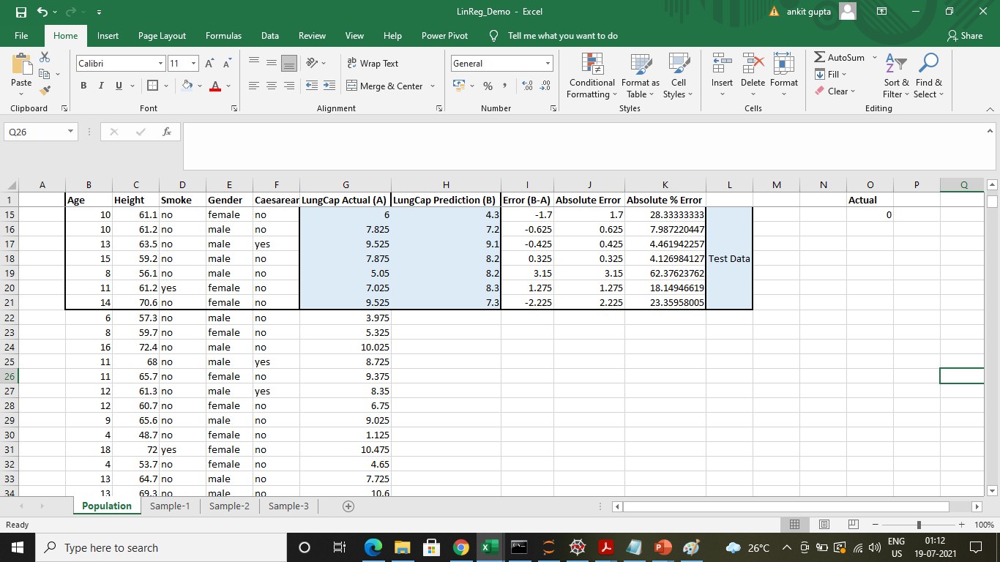 LinReg_Demo - Excel
ankit gupta
File Home Insert Page Layout Formulas Data Review View Help Power Pivot Tell me what you want to do Share
Paste
Clipboard
Calibri 11
B I U
Font
Wrap Text
Merge & Center
Alignment
General
% ,
Number
Conditional Formatting
Format as Table
Cell Styles
Styles
Insert Delete Format
Cells
AutoSum
Fill
Clear
Sort & Filter
Find & Select
Editing
Q26 fx
A B C D E F G H I J K L M N O P Q
1 Age Height Smoke Gender Caesarear LungCap Actual (A) LungCap Prediction (B) Error (B-A) Absolute Error Absolute % Error Actual
15 10 61.1 no female no 6 4.3 -1.7 1.7 28.33333333 0
16 10 61.2 no male no 7.825 7.2 -0.625 0.625 7.987220447
17 13 63.5 no male yes 9.525 9.1 -0.425 0.425 4.461942257
18 15 59.2 no male no 7.875 8.2 0.325 0.325 4.126984127 Test Data
19 8 56.1 no male no 5.05 8.2 3.15 3.15 62.37623762
20 11 61.2 yes female no 7.025 8.3 1.275 1.275 18.14946619
21 14 70.6 no female no 9.525 7.3 -2.225 2.225 23.35958005
22 6 57.3 no male no 3.975
23 8 59.7 no female no 5.325
24 16 72.4 no male no 10.025
25 11 68 no male yes 8.725
26 11 65.7 no female no 9.375
27 12 61.3 no male yes 8.35
28 12 60.7 no female no 6.75
29 9 65.6 no male no 9.025
30 4 48.7 no female no 1.125
31 18 72 yes female no 10.475
32 4 53.7 no female no 4.65
33 13 64.7 no male no 7.725
34 13 69.3 no male no 10.6
Population Sample-1 Sample-2 Sample-3
Ready 100%
Type here to search
26°C
ENG
US
01:12
19-07-2021